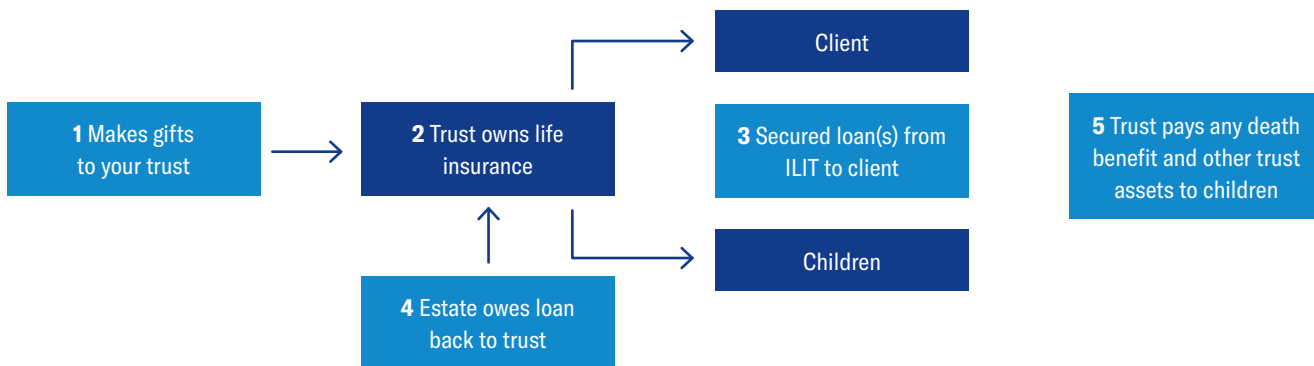 1 Makes gifts
to your trust
2 Trust owns life
insurance
Client
3 Secured loan(s) from
ILIT to client
Children
4 Estate owes loan
back to trust
5 Trust pays any death
benefit and other trust
assets to children